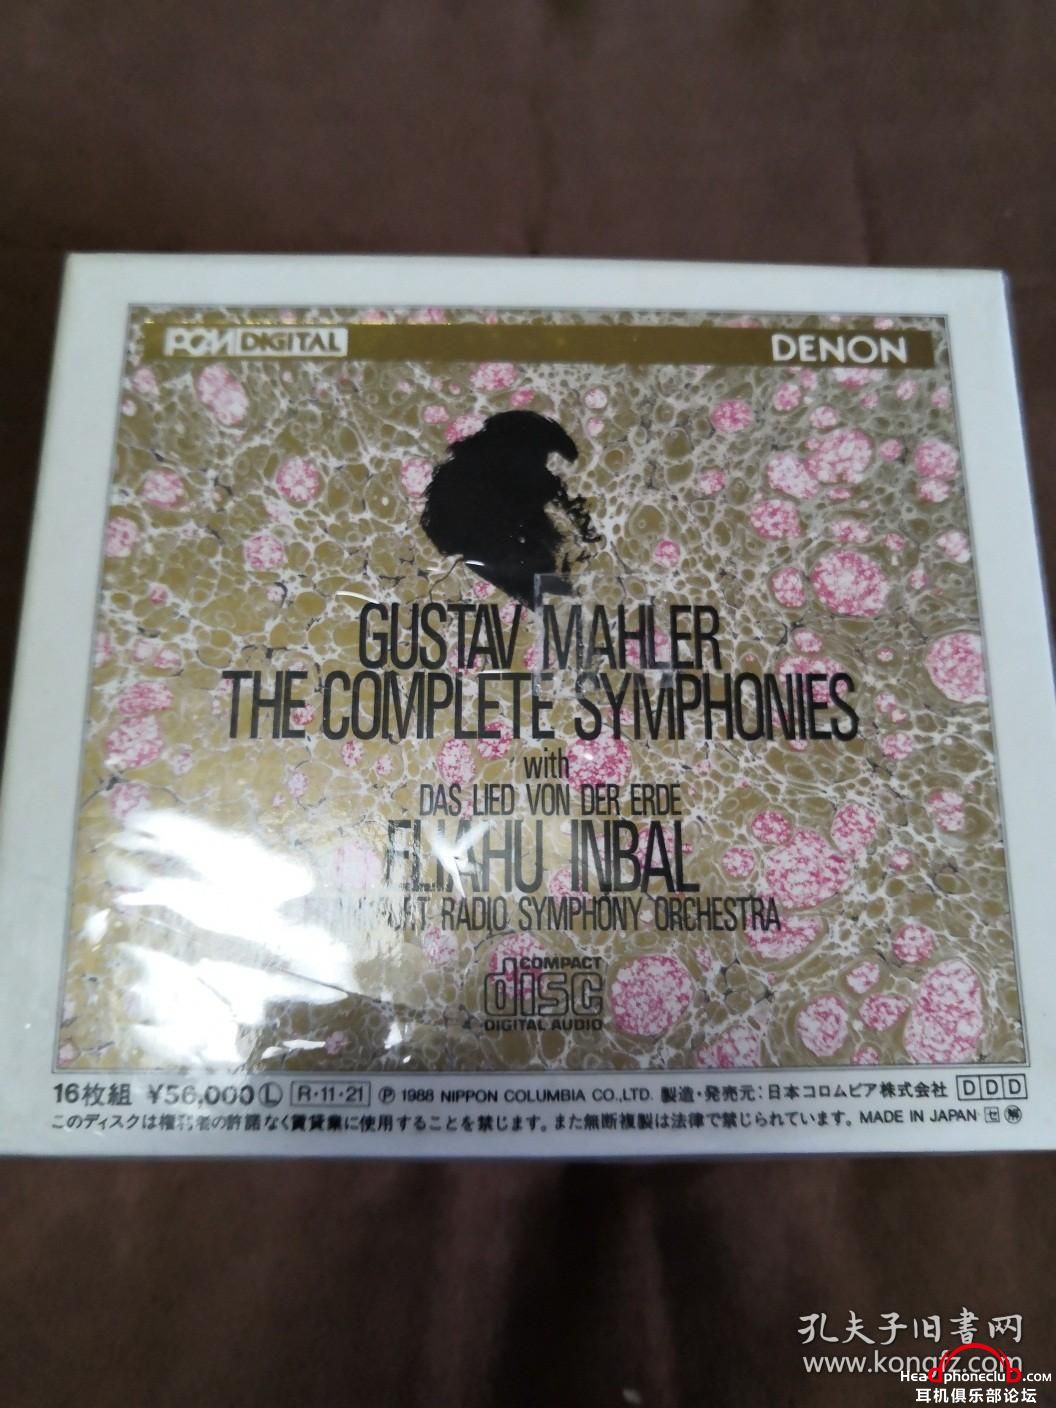 PCM DIGITAL
DENON
GUSTAV MAHLER
THE COMPLETE SYMPHONIES
with
DAS LIED VON DER ERDE
ELIAHU INBAL
RADIO SYMPHONY ORCHESTRA
COMPACT
disc
DIGITAL AUDIO
16枚組 ¥56,000 Ⓛ R・11・21 Ⓟ 1988 NIPPON COLUMBIA CO.,LTD. 製造・発売元:日本コロムビア株式会社 DDD
このディスクは権利者の許諾なく賃貸業に使用することを禁じます。また無断複製は法律で禁じられています。MADE IN JAPAN
孔夫子旧書网
www.kongfz.com
Headphoneclub.com
耳机俱乐部论坛